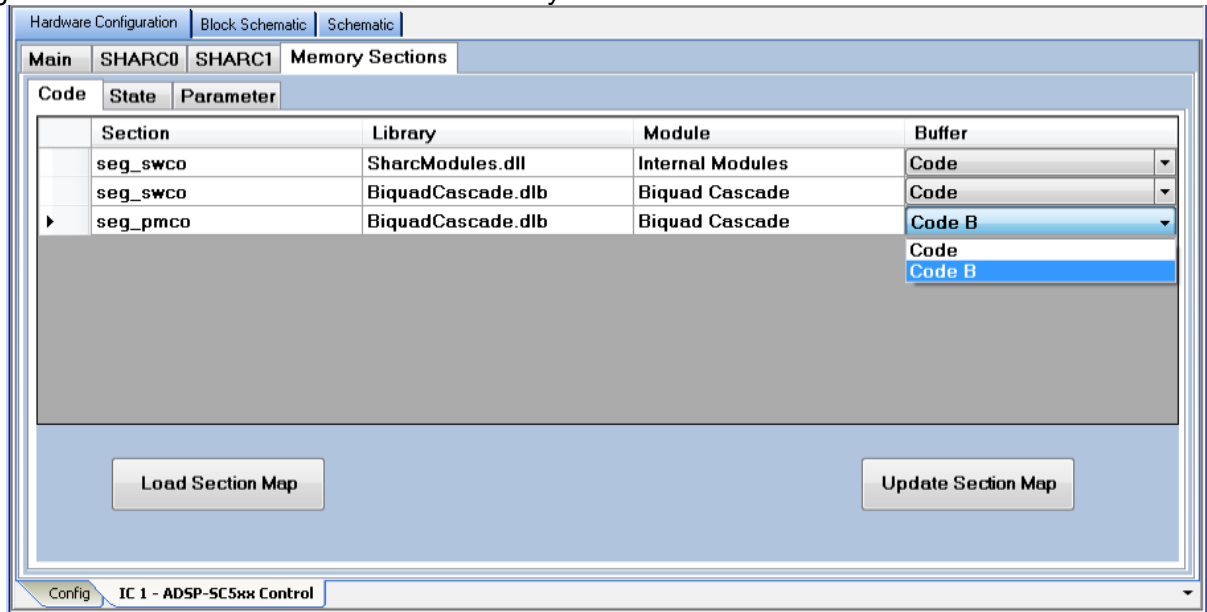 Hardware Configuration Block Schematic Schematic
Main SHARC0 SHARC1 Memory Sections
Code State Parameter
Section Library Module Buffer
seg_swco SharcModules.dll Internal Modules Code
seg_swco BiquadCascade.dlb Biquad Cascade Code
seg_pmco BiquadCascade.dlb Biquad Cascade Code B
Code
Code B
Load Section Map Update Section Map
Config IC 1 - ADSP-SC5xx Control